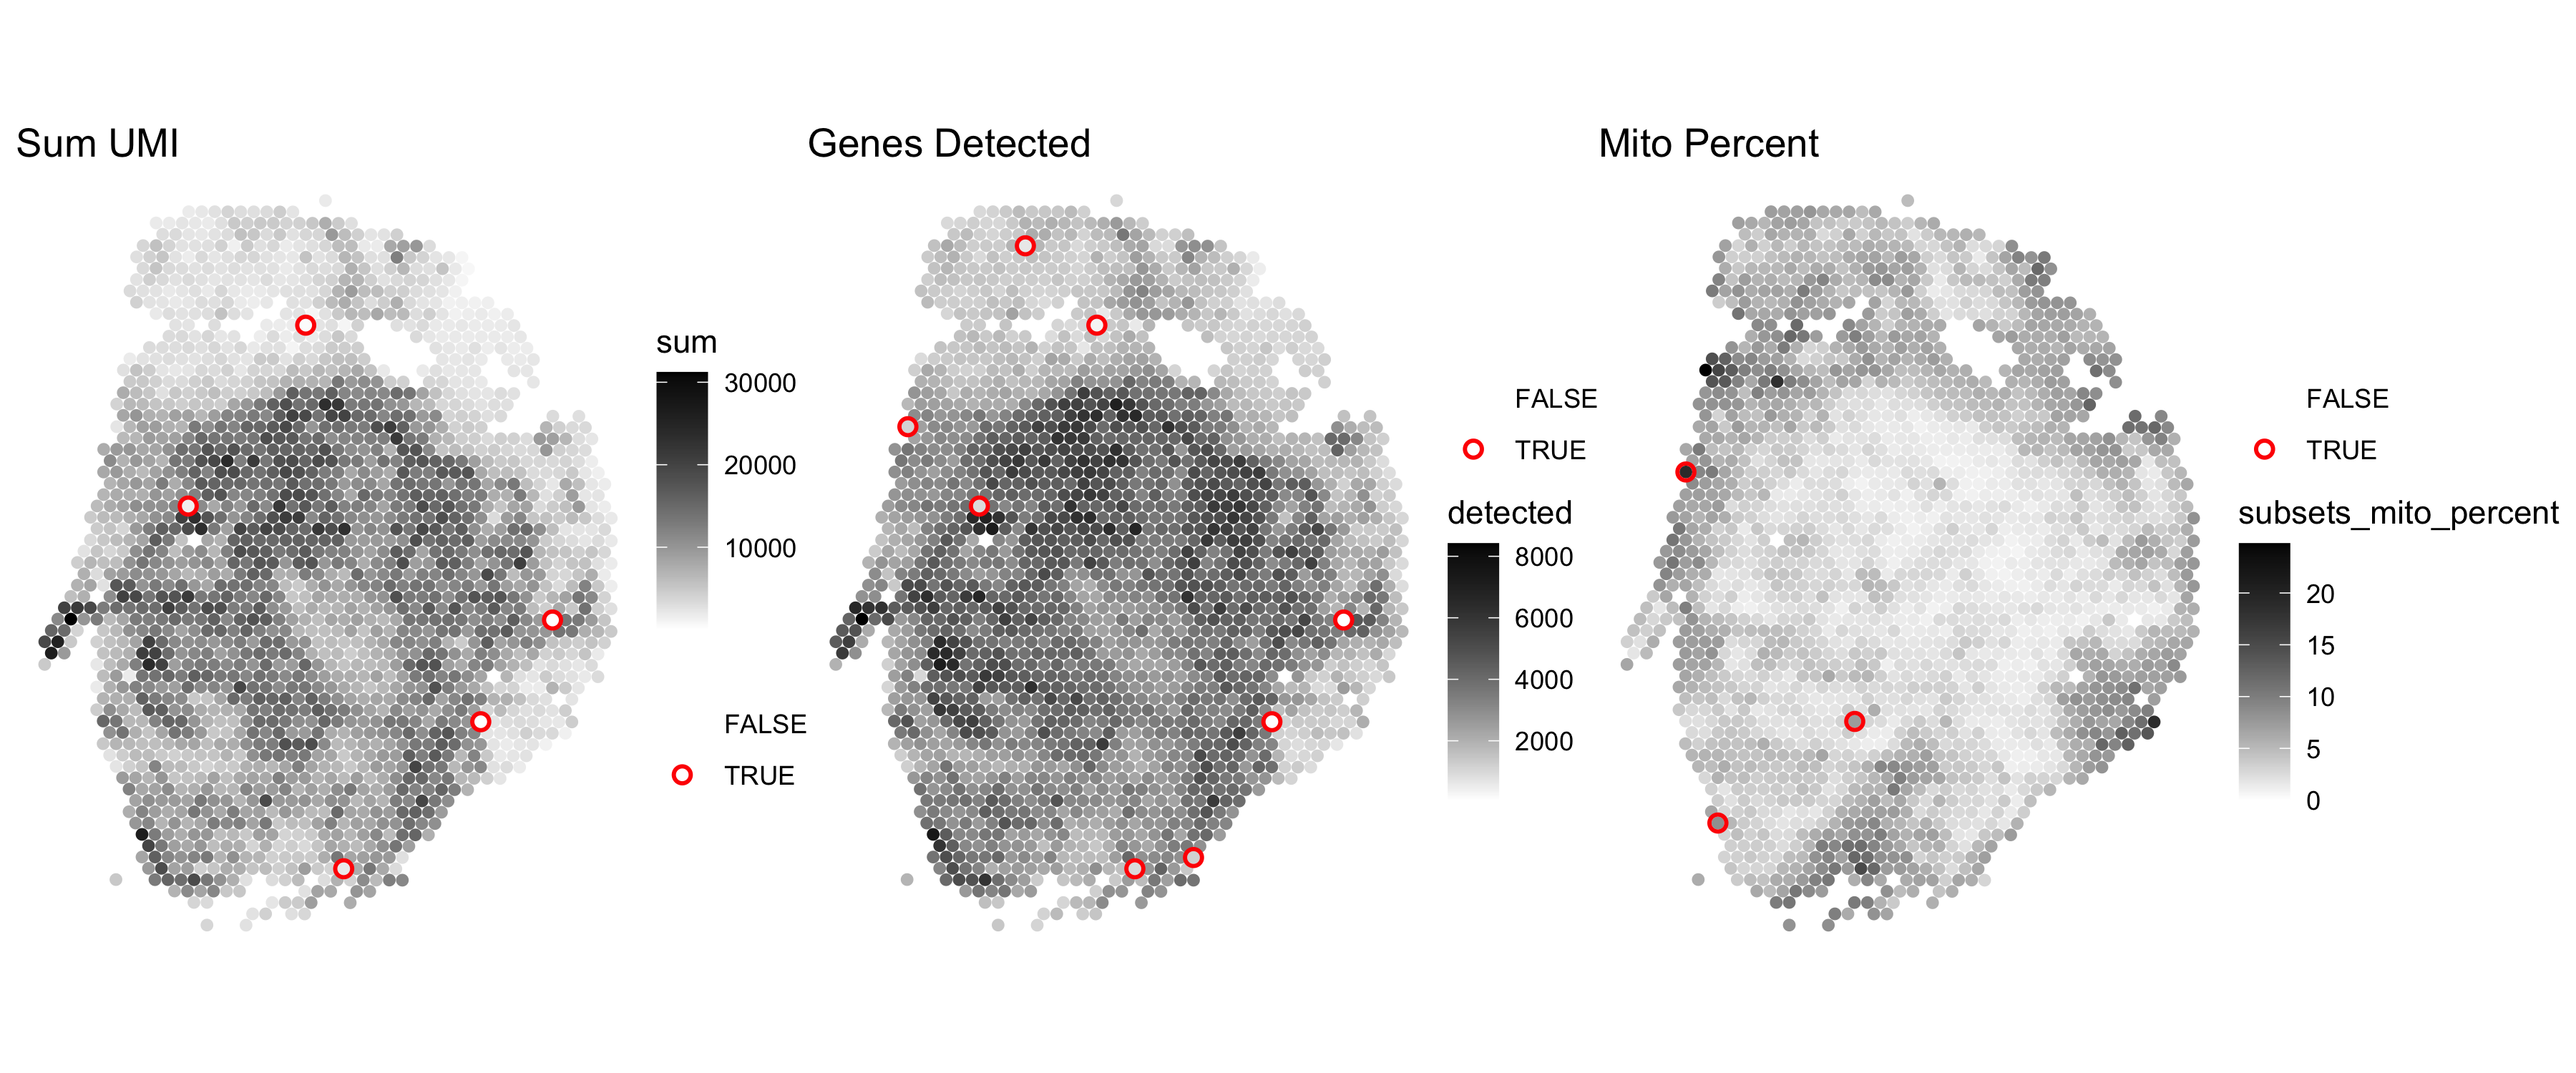 Sum UMI
sum
30000
20000
10000
FALSE
TRUE
Genes Detected
FALSE
TRUE
detected
8000
6000
4000
2000
Mito Percent
FALSE
TRUE
subsets_mito_percent
20
15
10
5
0